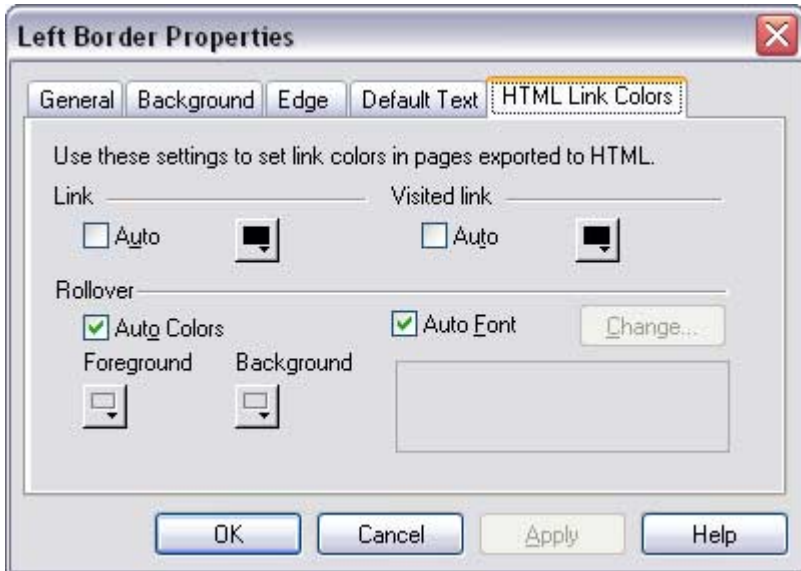 Left Border Properties
General Background Edge Default Text HTML Link Colors
Use these settings to set link colors in pages exported to HTML.
Link Visited link
Auto Auto
Rollover
Auto Colors Auto Font Change...
Foreground Background
OK Cancel Apply Help